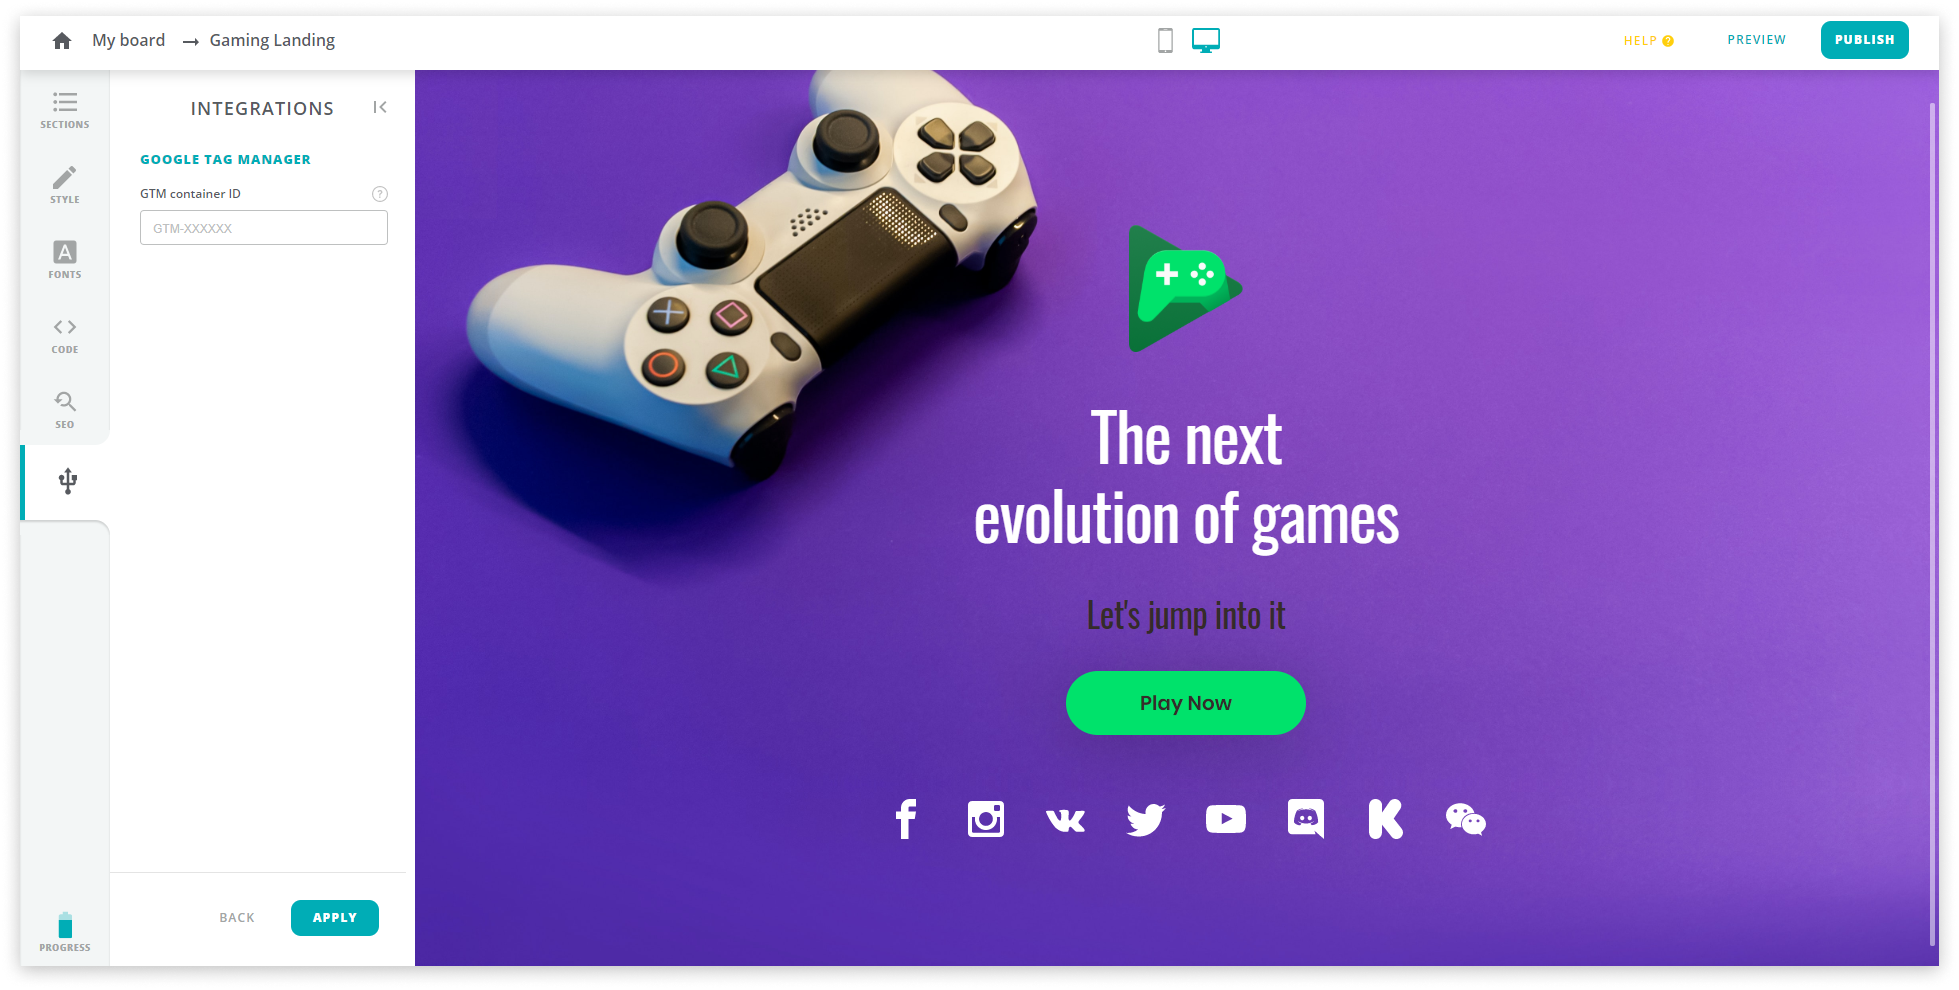 My board → Gaming Landing
HELP ?
PREVIEW
PUBLISH
SECTIONS
STYLE
A
FONTS
CODE
SEO
PROGRESS
INTEGRATIONS
GOOGLE TAG MANAGER
GTM container ID ?
GTM-XXXXXX
BACK
APPLY
The next
evolution of games
Let's jump into it
Play Now